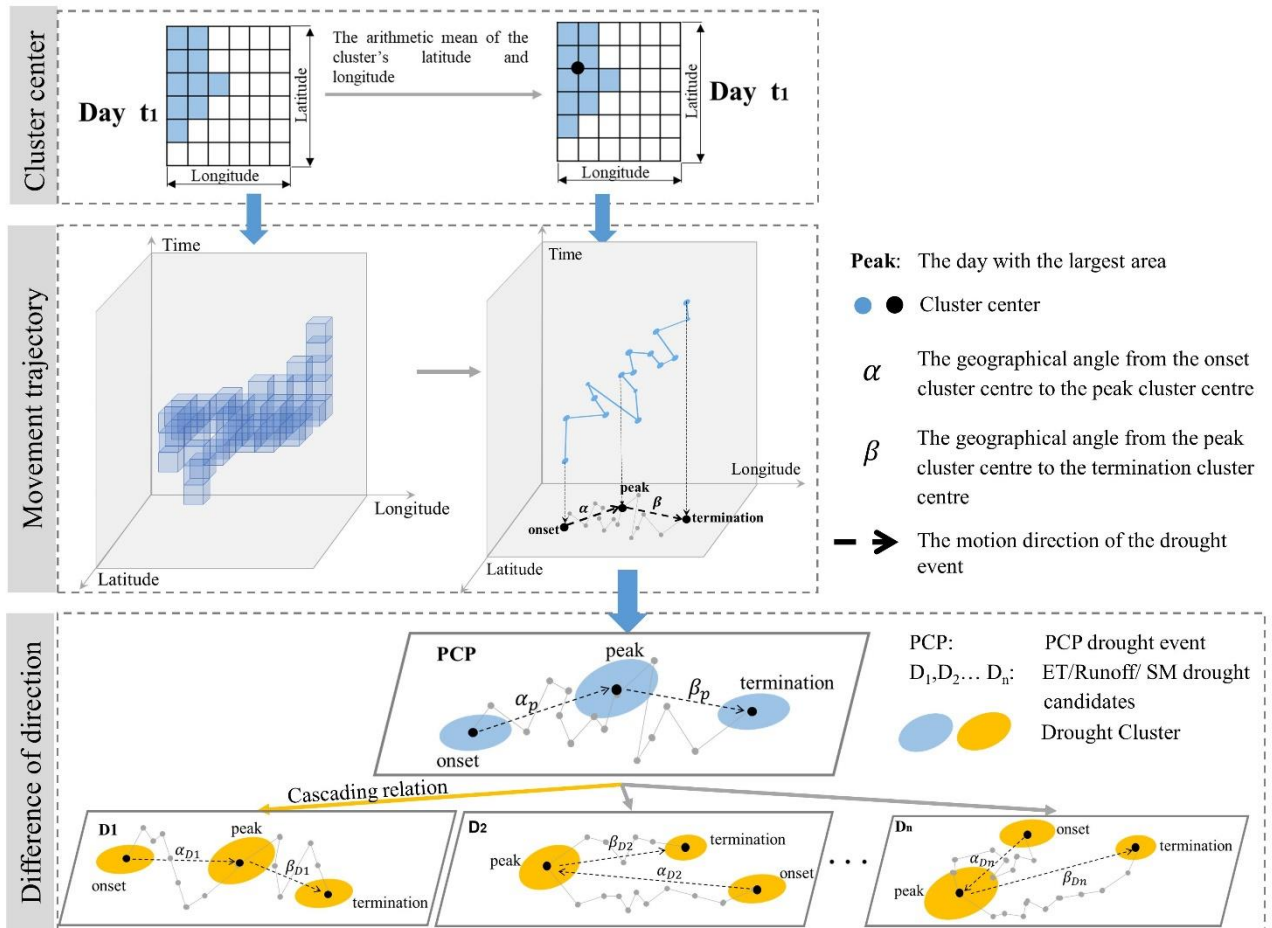 Cluster center
Day t1
Latitude
Longitude
The arithmetic mean of the
cluster's latitude and
longitude
Day t1
Latitude
Longitude
Movement trajectory
Time
Longitude
Latitude
Time
Longitude
Latitude
onset
α
peak
β
termination
Peak: The day with the largest area
Cluster center
α The geographical angle from the onset
cluster centre to the peak cluster centre
β The geographical angle from the peak
cluster centre to the termination cluster
centre
The motion direction of the drought
event
Difference of direction
PCP
onset
αp
peak
βp
termination
PCP: PCP drought event
D1,D2… Dn: ET/Runoff/ SM drought
candidates
Drought Cluster
Cascading relation
D1
onset
αD1
peak
βD1
termination
D2
peak
βD2
termination
αD2
onset
. . .
Dn
onset
αDn
peak
βDn
termination